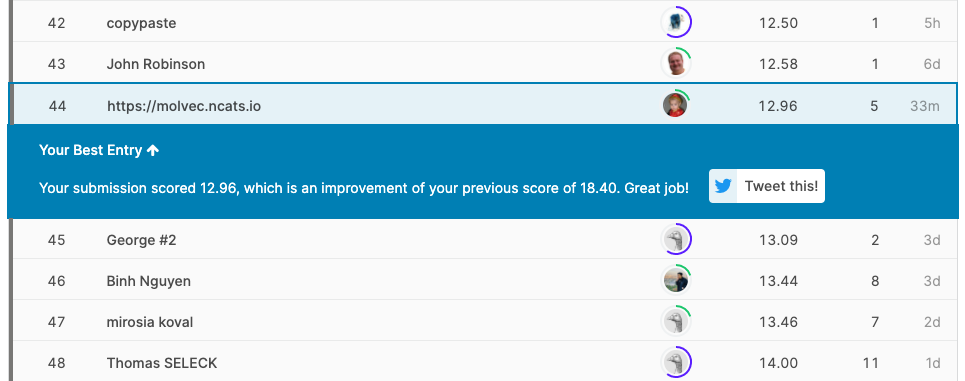 42 copypaste 12.50 1 5h
43 John Robinson 12.58 1 6d
44 https://molvec.ncats.io 12.96 5 33m
Your Best Entry
Your submission scored 12.96, which is an improvement of your previous score of 18.40. Great job! Tweet this!
45 George #2 13.09 2 3d
46 Binh Nguyen 13.44 8 3d
47 mirosia koval 13.46 7 2d
48 Thomas SELECK 14.00 11 1d